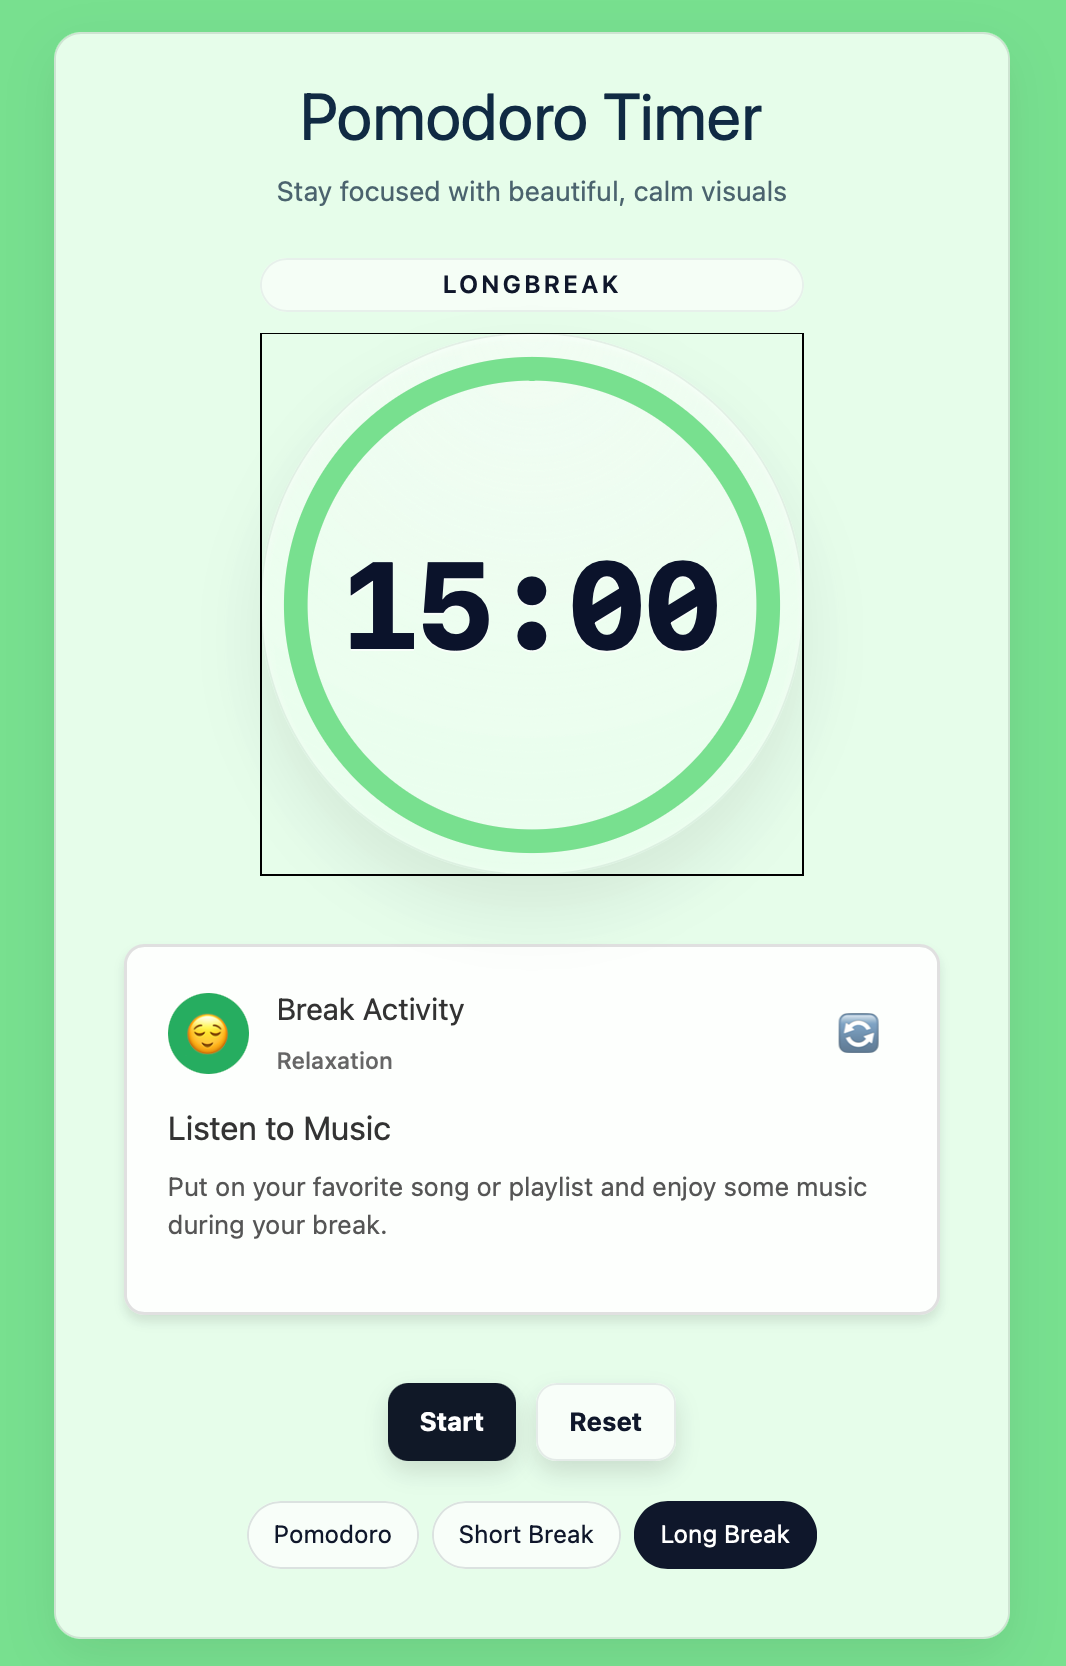 Pomodoro Timer
Stay focused with beautiful, calm visuals
LONGBREAK
15:00
Break Activity
Relaxation
Listen to Music
Put on your favorite song or playlist and enjoy some music
during your break.
Start
Reset
Pomodoro
Short Break
Long Break